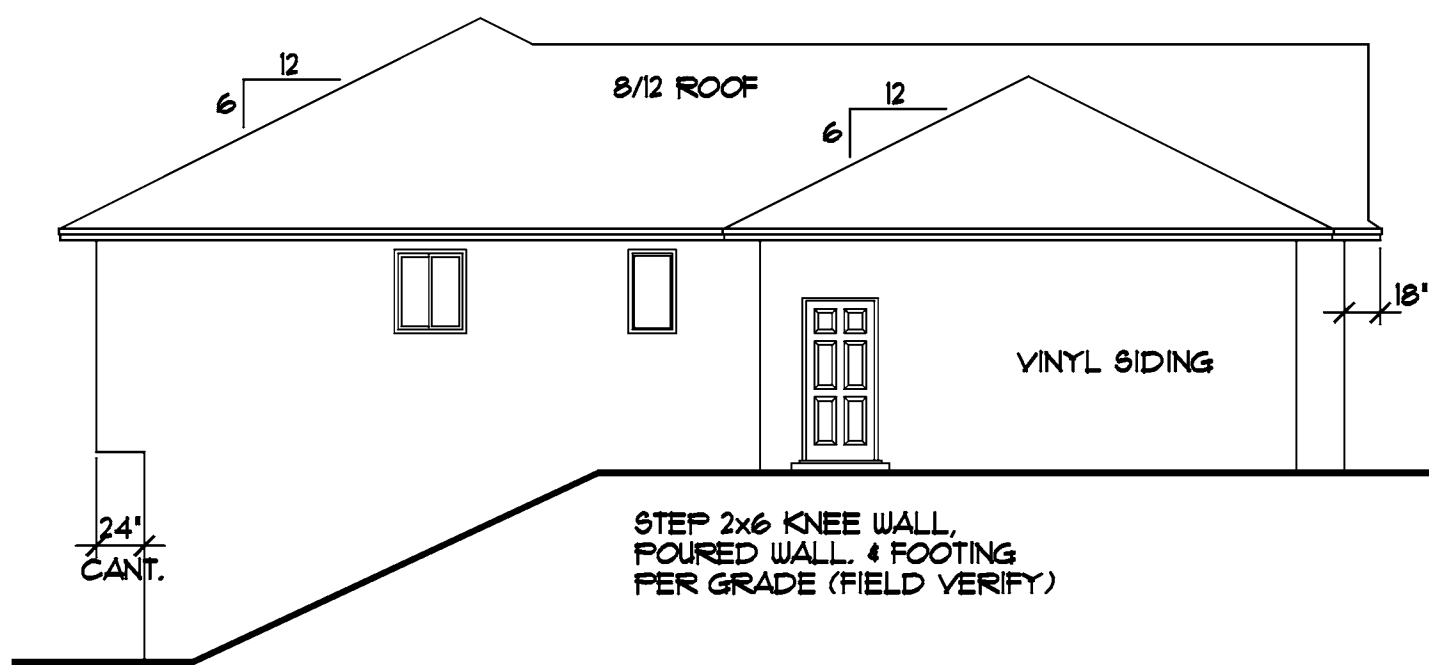 12
6
8/12 ROOF
12
6
18"
VINYL SIDING
24"
CANT.
STEP 2x6 KNEE WALL,
POURED WALL. & FOOTING
PER GRADE (FIELD VERIFY)